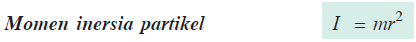 Momen inersia partikel I = mr²